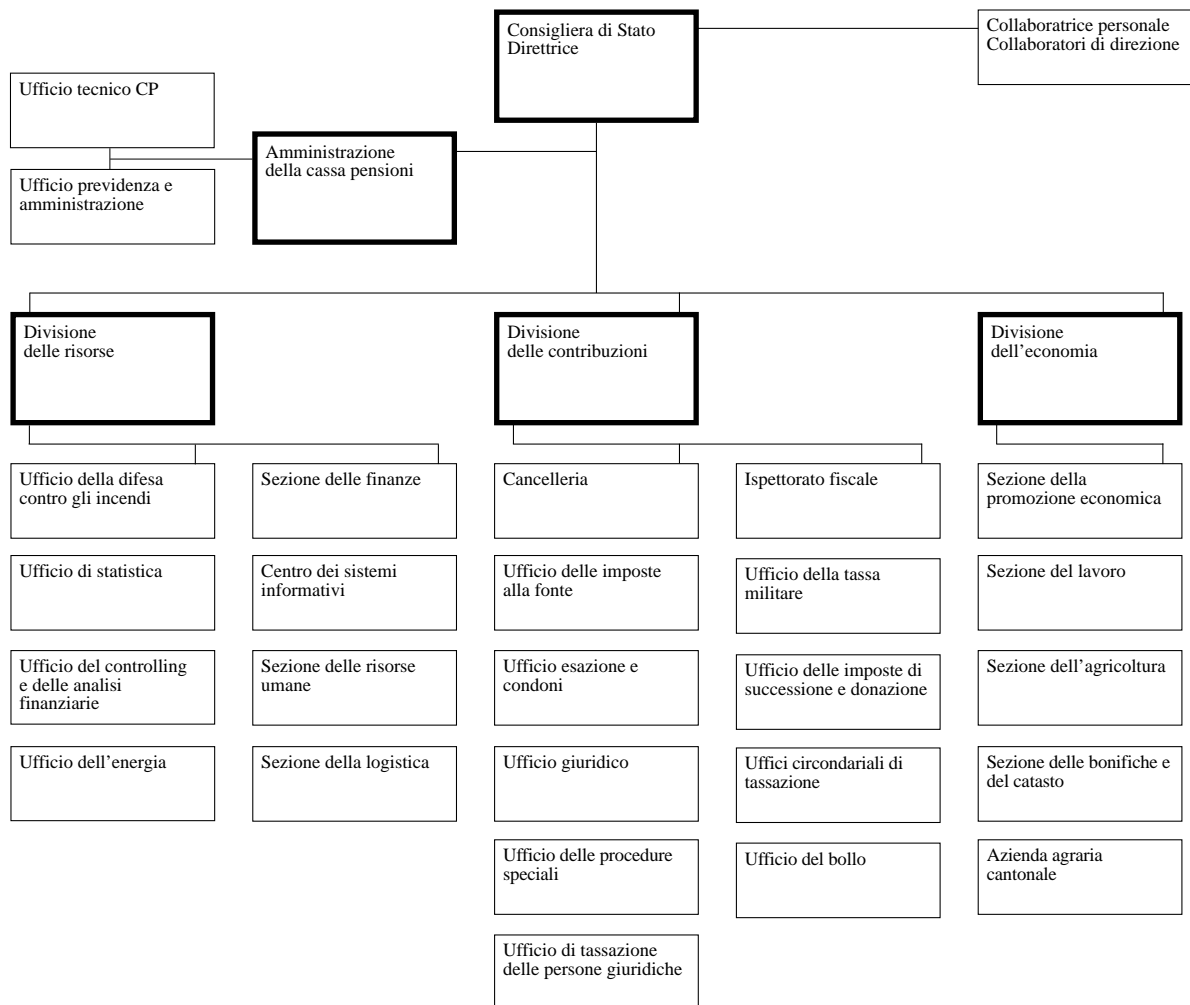 Consigliera di Stato
Direttrice
Collaboratrice personale
Collaboratori di direzione
Ufficio tecnico CP
Amministrazione
della cassa pensioni
Ufficio previdenza e
amministrazione
Divisione
delle risorse
Divisione
delle contribuzioni
Divisione
dell'economia
Ufficio della difesa
contro gli incendi
Sezione delle finanze
Cancelleria
Ispettorato fiscale
Sezione della
promozione economica
Ufficio di statistica
Centro dei sistemi
informativi
Ufficio delle imposte
alla fonte
Ufficio della tassa
militare
Sezione del lavoro
Ufficio del controlling
e delle analisi
finanziarie
Sezione delle risorse
umane
Ufficio esazione e
condoni
Ufficio delle imposte di
successione e donazione
Sezione dell'agricoltura
Ufficio dell'energia
Sezione della logistica
Ufficio giuridico
Uffici circondariali di
tassazione
Sezione delle bonifiche e
del catasto
Ufficio delle procedure
speciali
Ufficio del bollo
Azienda agraria
cantonale
Ufficio di tassazione
delle persone giuridiche